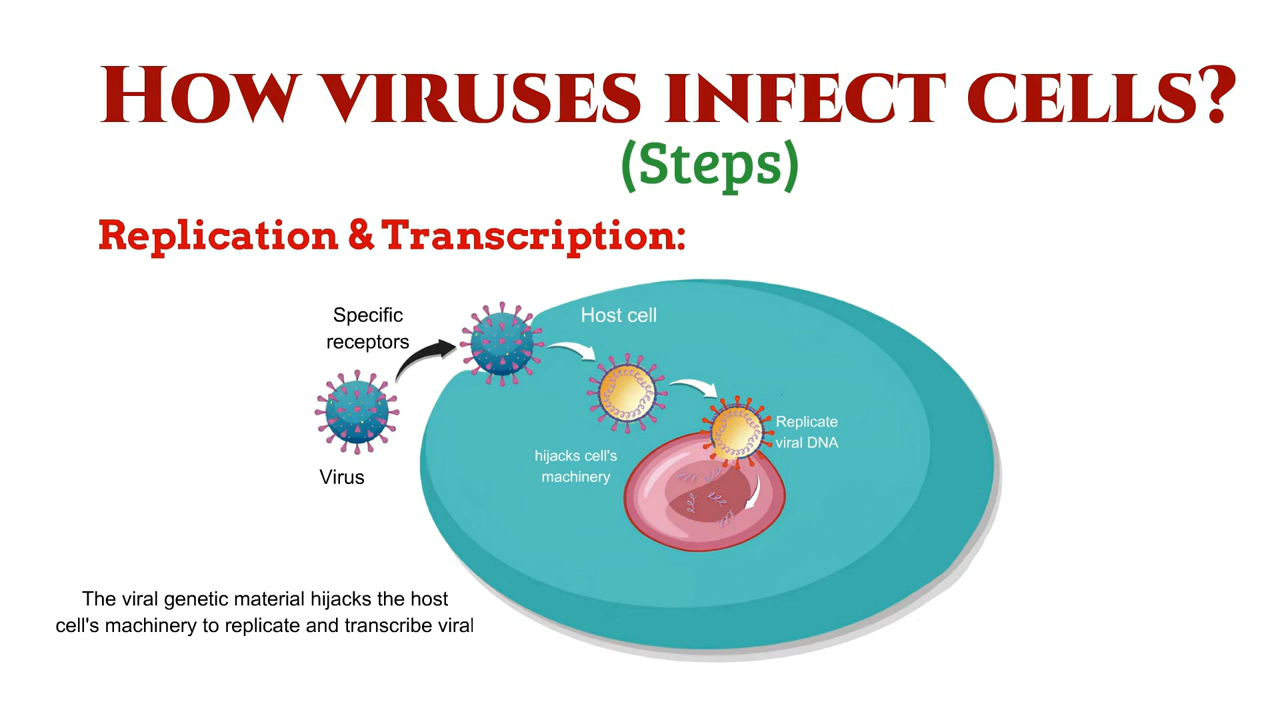 HOW VIRUSES INFECT CELLS?
(Steps)
Replication & Transcription:
Specific
receptors
Host cell
Virus
Replicate
viral DNA
hijacks cell's
machinery
The viral genetic material hijacks the host
cell's machinery to replicate and transcribe viral